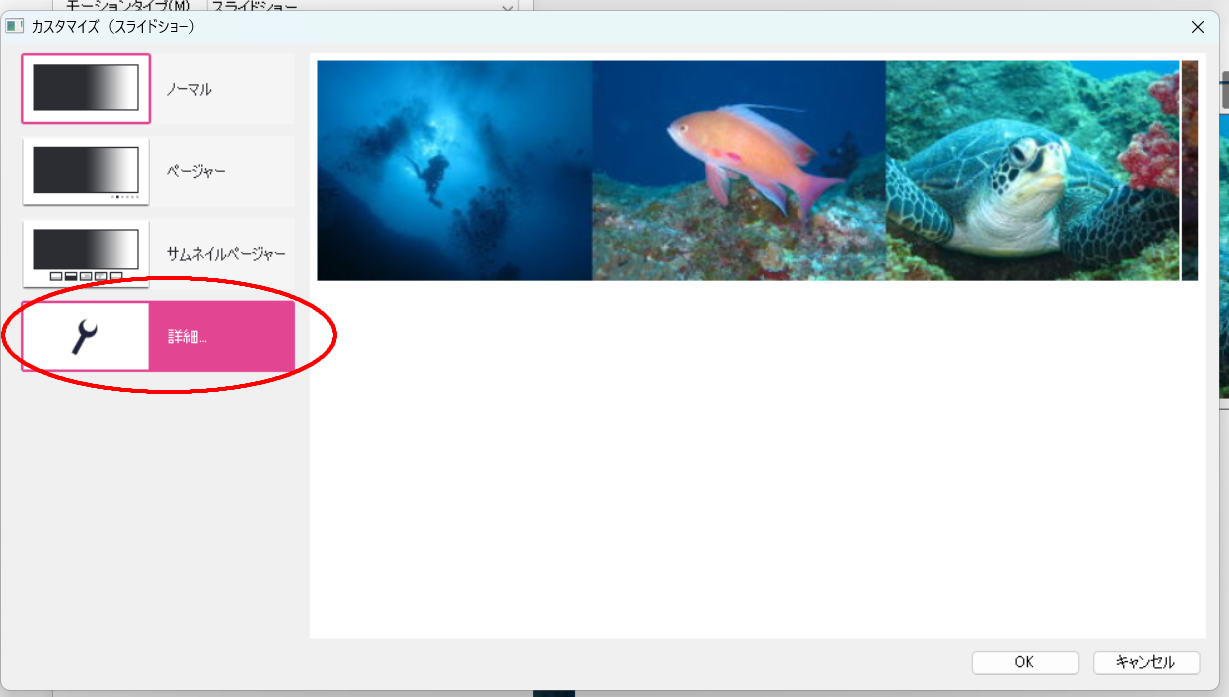 モーションタイプ(M) スライドショー
カスタマイズ（スライドショー）
ノーマル
ページャー
サムネイルページャー
詳細...
OK
キャンセル